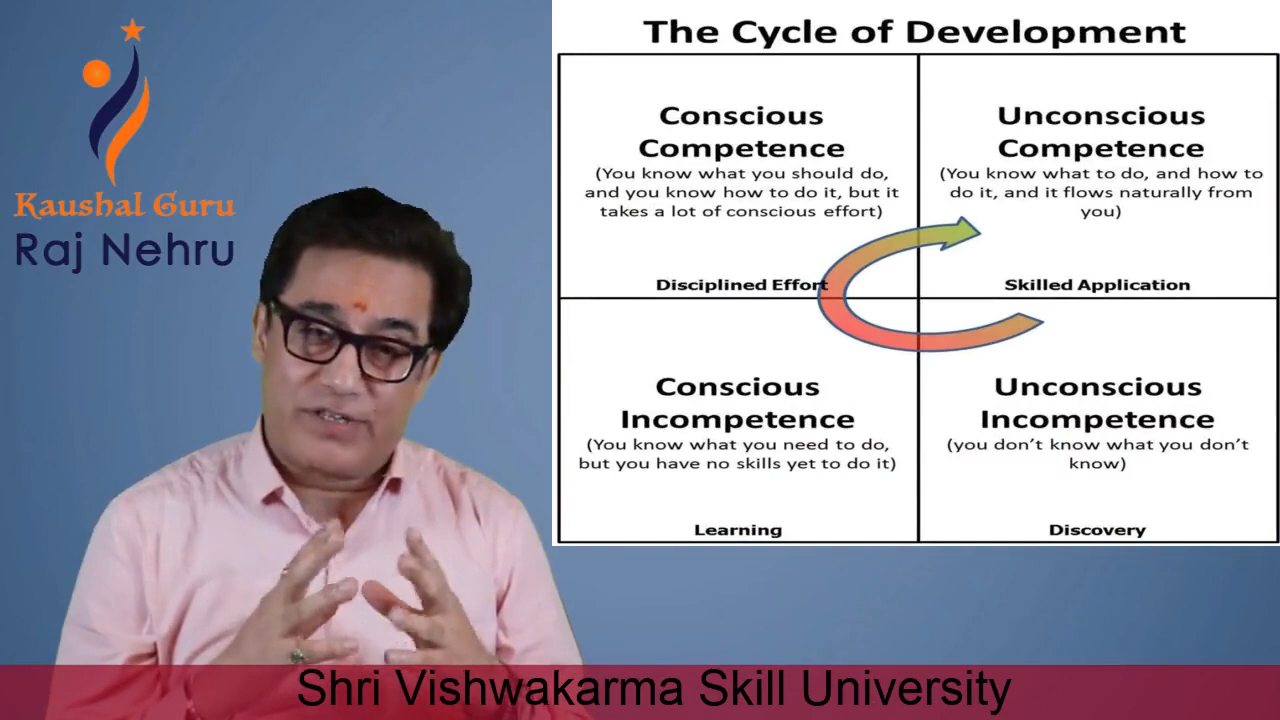 Kaushal Guru
Raj Nehru
The Cycle of Development
Conscious
Competence
(You know what you should do,
and you know how to do it, but it
takes a lot of conscious effort)
Disciplined Effort
Unconscious
Competence
(You know what to do, and how to
do it, and it flows naturally from
you)
Skilled Application
Conscious
Incompetence
(You know what you need to do,
but you have no skills yet to do it)
Learning
Unconscious
Incompetence
(you don’t know what you don’t
know)
Discovery
Shri Vishwakarma Skill University